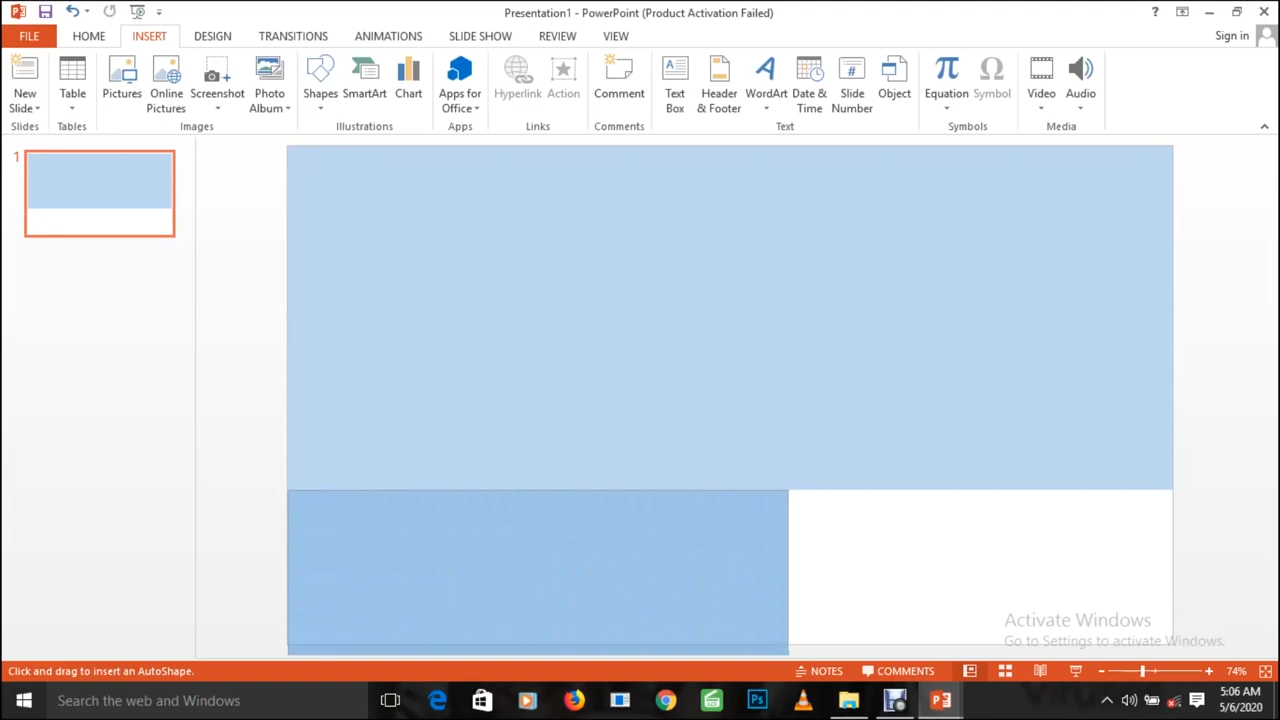 Presentation1 - PowerPoint (Product Activation Failed)
?
FILE HOME INSERT DESIGN TRANSITIONS ANIMATIONS SLIDE SHOW REVIEW VIEW Sign in
New Slide Table Pictures Online Pictures Screenshot Photo Album Shapes SmartArt Chart Apps for Office Hyperlink Action Comment Text Box Header & Footer WordArt Date & Time Slide Number Object Equation Symbol Video Audio
Slides Tables Images Illustrations Apps Links Comments Text Symbols Media
1
Activate Windows
Go to Settings to activate Windows.
Click and drag to insert an AutoShape. NOTES COMMENTS 74%
Search the web and Windows 5:06 AM
5/6/2020